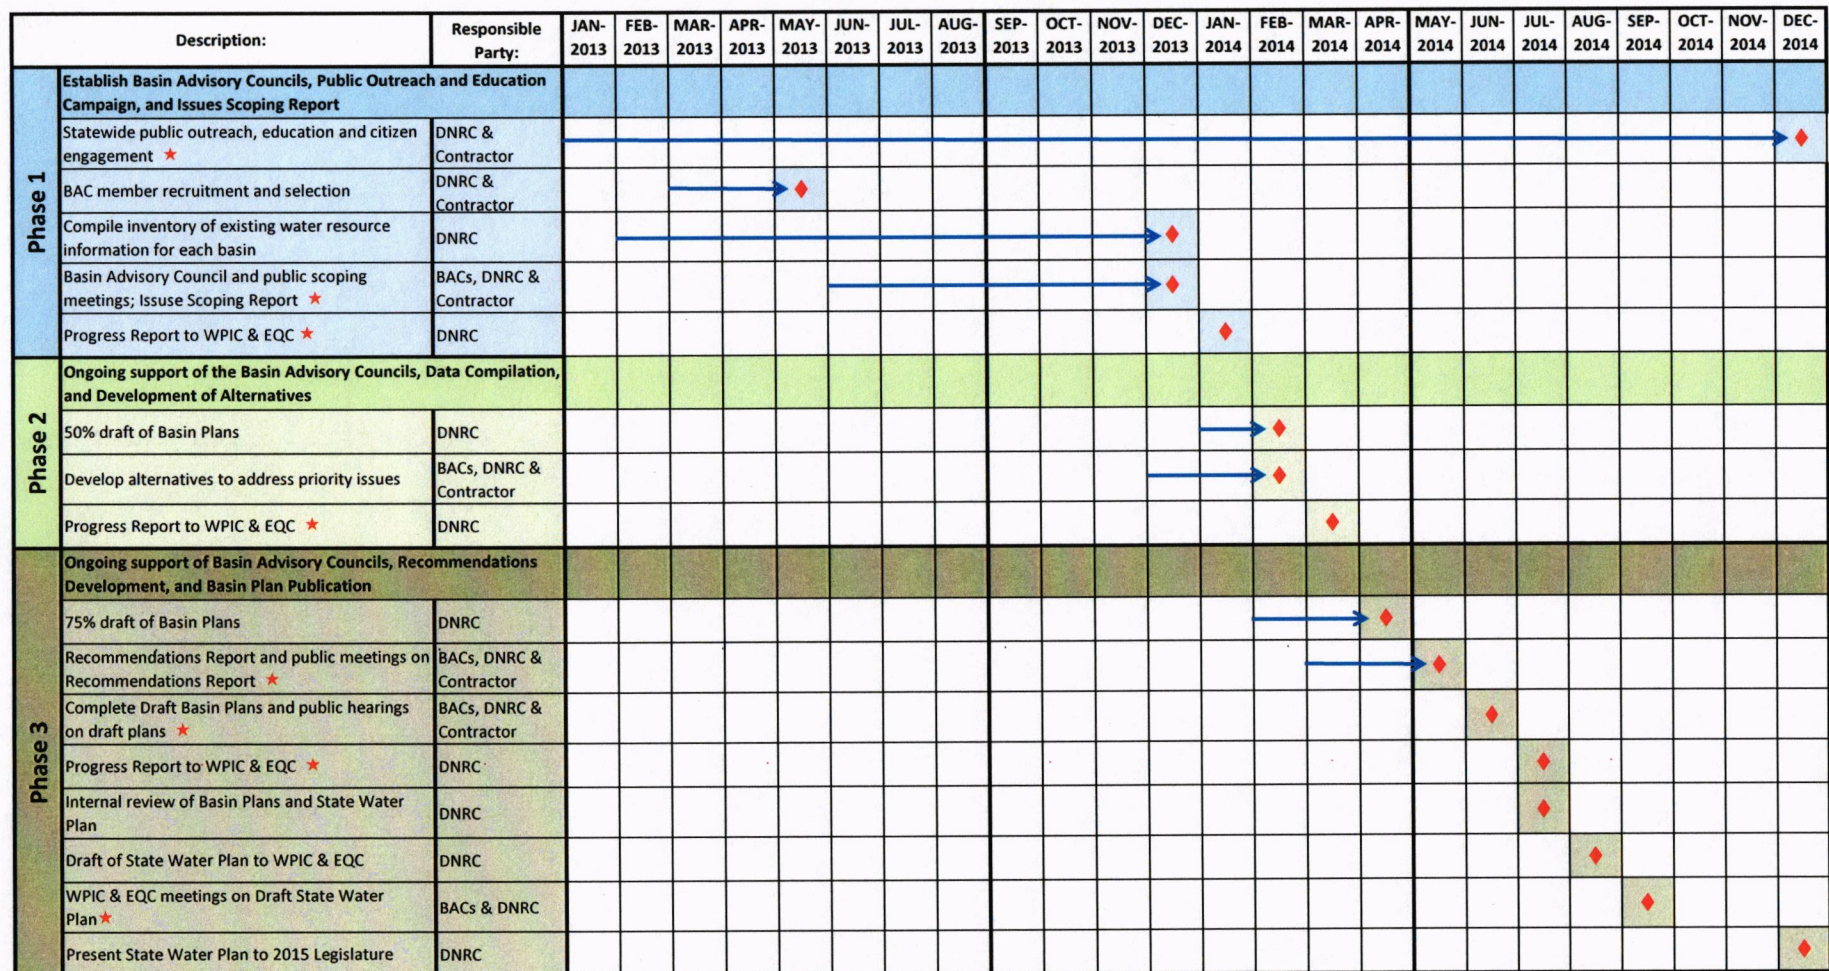 Description:
Responsible
Party:
JAN-
2013
FEB-
2013
MAR-
2013
APR-
2013
MAY-
2013
JUN-
2013
JUL-
2013
AUG-
2013
SEP-
2013
OCT-
2013
NOV-
2013
DEC-
2013
JAN-
2014
FEB-
2014
MAR-
2014
APR-
2014
MAY-
2014
JUN-
2014
JUL-
2014
AUG-
2014
SEP-
2014
OCT-
2014
NOV-
2014
DEC-
2014
Phase 1
Establish Basin Advisory Councils, Public Outreach and Education
Campaign, and Issues Scoping Report
Statewide public outreach, education and citizen
engagement
DNRC &
Contractor
BAC member recruitment and selection
DNRC &
Contractor
Compile inventory of existing water resource
information for each basin
DNRC
Basin Advisory Council and public scoping
meetings; Issuse Scoping Report
BACs, DNRC &
Contractor
Progress Report to WPIC & EQC
DNRC
Phase 2
Ongoing support of the Basin Advisory Councils, Data Compilation,
and Development of Alternatives
50% draft of Basin Plans
DNRC
Develop alternatives to address priority issues
BACs, DNRC &
Contractor
Progress Report to WPIC & EQC
DNRC
Phase 3
Ongoing support of Basin Advisory Councils, Recommendations
Development, and Basin Plan Publication
75% draft of Basin Plans
DNRC
Recommendations Report and public meetings on
Recommendations Report
BACs, DNRC &
Contractor
Complete Draft Basin Plans and public hearings
on draft plans
BACs, DNRC &
Contractor
Progress Report to WPIC & EQC
DNRC
Internal review of Basin Plans and State Water
Plan
DNRC
Draft of State Water Plan to WPIC & EQC
DNRC
WPIC & EQC meetings on Draft State Water
Plan
BACs & DNRC
Present State Water Plan to 2015 Legislature
DNRC